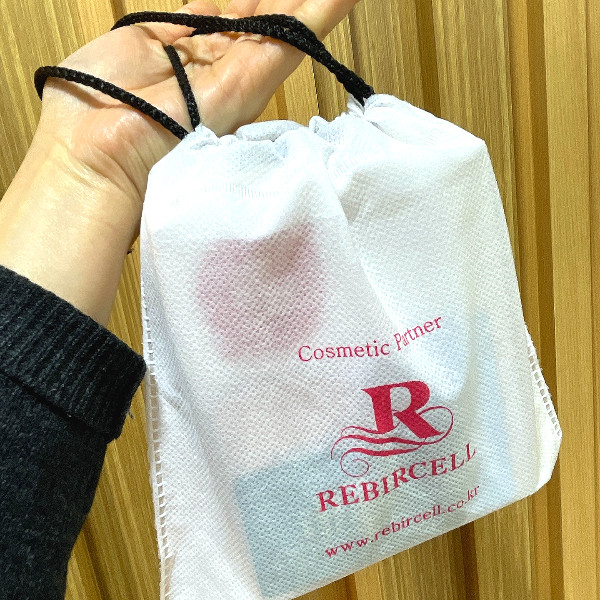 Cosmetic Partner
R
REBIRCELL
www.rebircell.co.kr